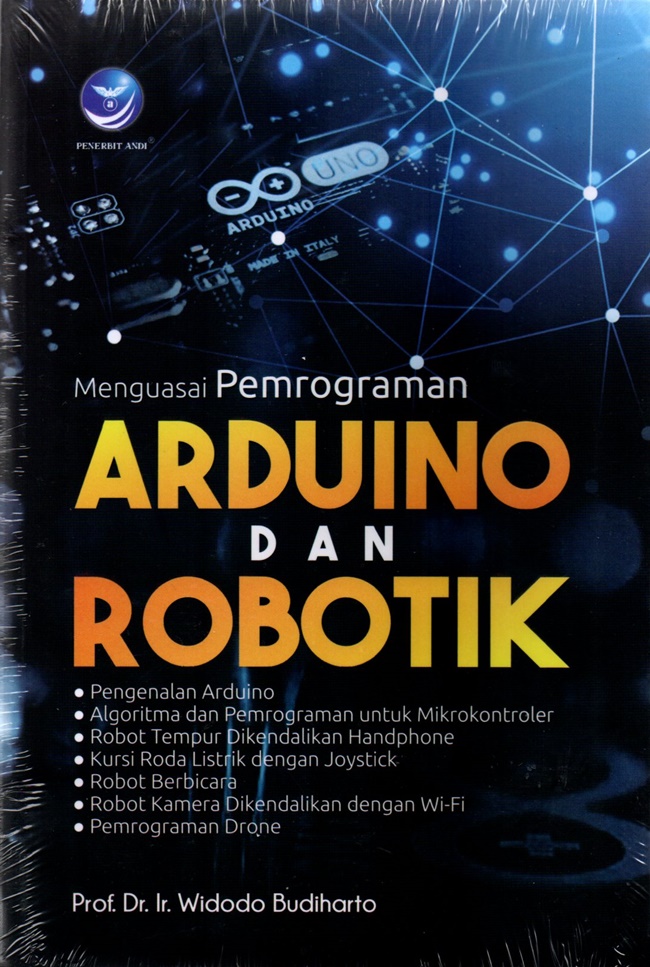 a
PENERBIT ANDI®
UNO
ARDUINO
MADE IN ITALY
Menguasai Pemrograman
ARDUINO
DAN
ROBOTIK
• Pengenalan Arduino
• Algoritma dan Pemrograman untuk Mikrokontroler
• Robot Tempur Dikendalikan Handphone
• Kursi Roda Listrik dengan Joystick
• Robot Berbicara
• Robot Kamera Dikendalikan dengan Wi-Fi
• Pemrograman Drone
Prof. Dr. Ir. Widodo Budiharto